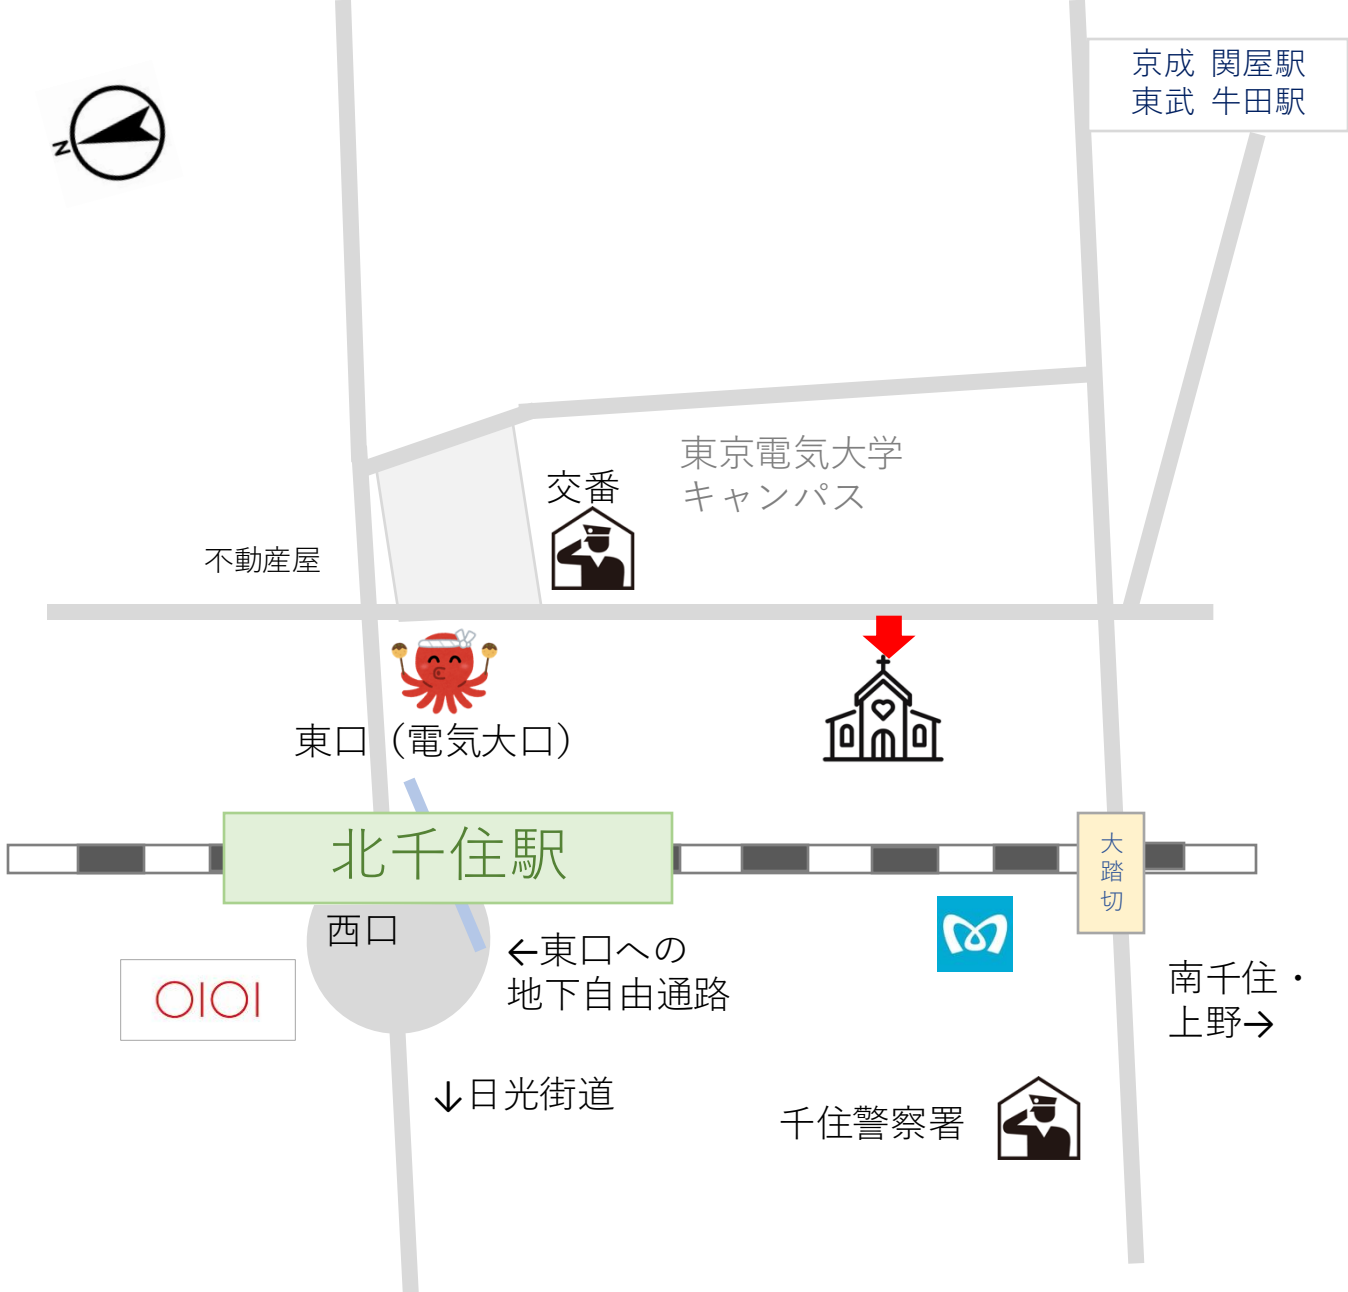 京成 関屋駅
東武 牛田駅
N
東京電気大学
キャンパス
交番
不動産屋
東口（電気大口）
北千住駅
大
踏
切
西口
←東口への
地下自由通路
OIOI
南千住・
上野→
↓日光街道
千住警察署